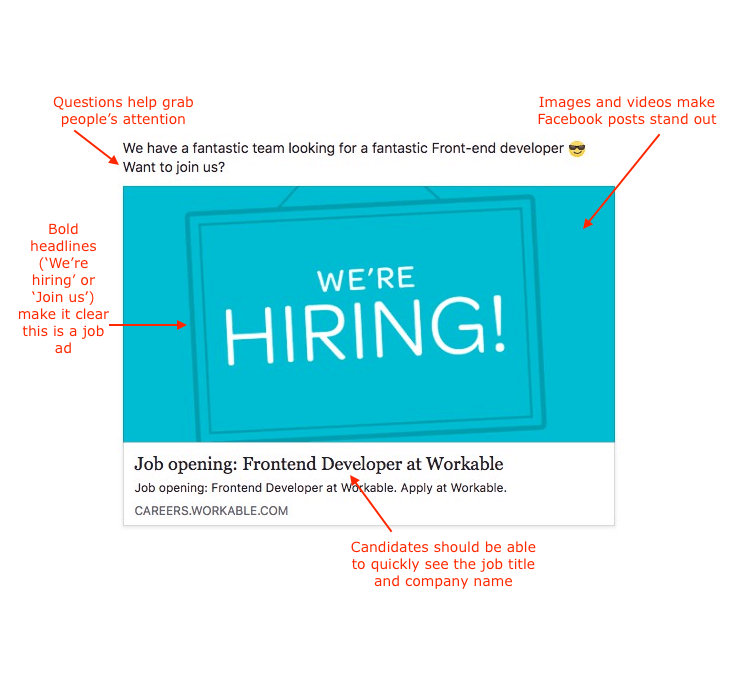 Questions help grab
people's attention
Images and videos make
Facebook posts stand out
We have a fantastic team looking for a fantastic Front-end developer 😎
Want to join us?
Bold
headlines
(‘We’re
hiring’ or
‘Join us’)
make it clear
this is a job
ad
WE'RE
HIRING!
Job opening: Frontend Developer at Workable
Job opening: Frontend Developer at Workable. Apply at Workable.
CAREERS.WORKABLE.COM
Candidates should be able
to quickly see the job title
and company name